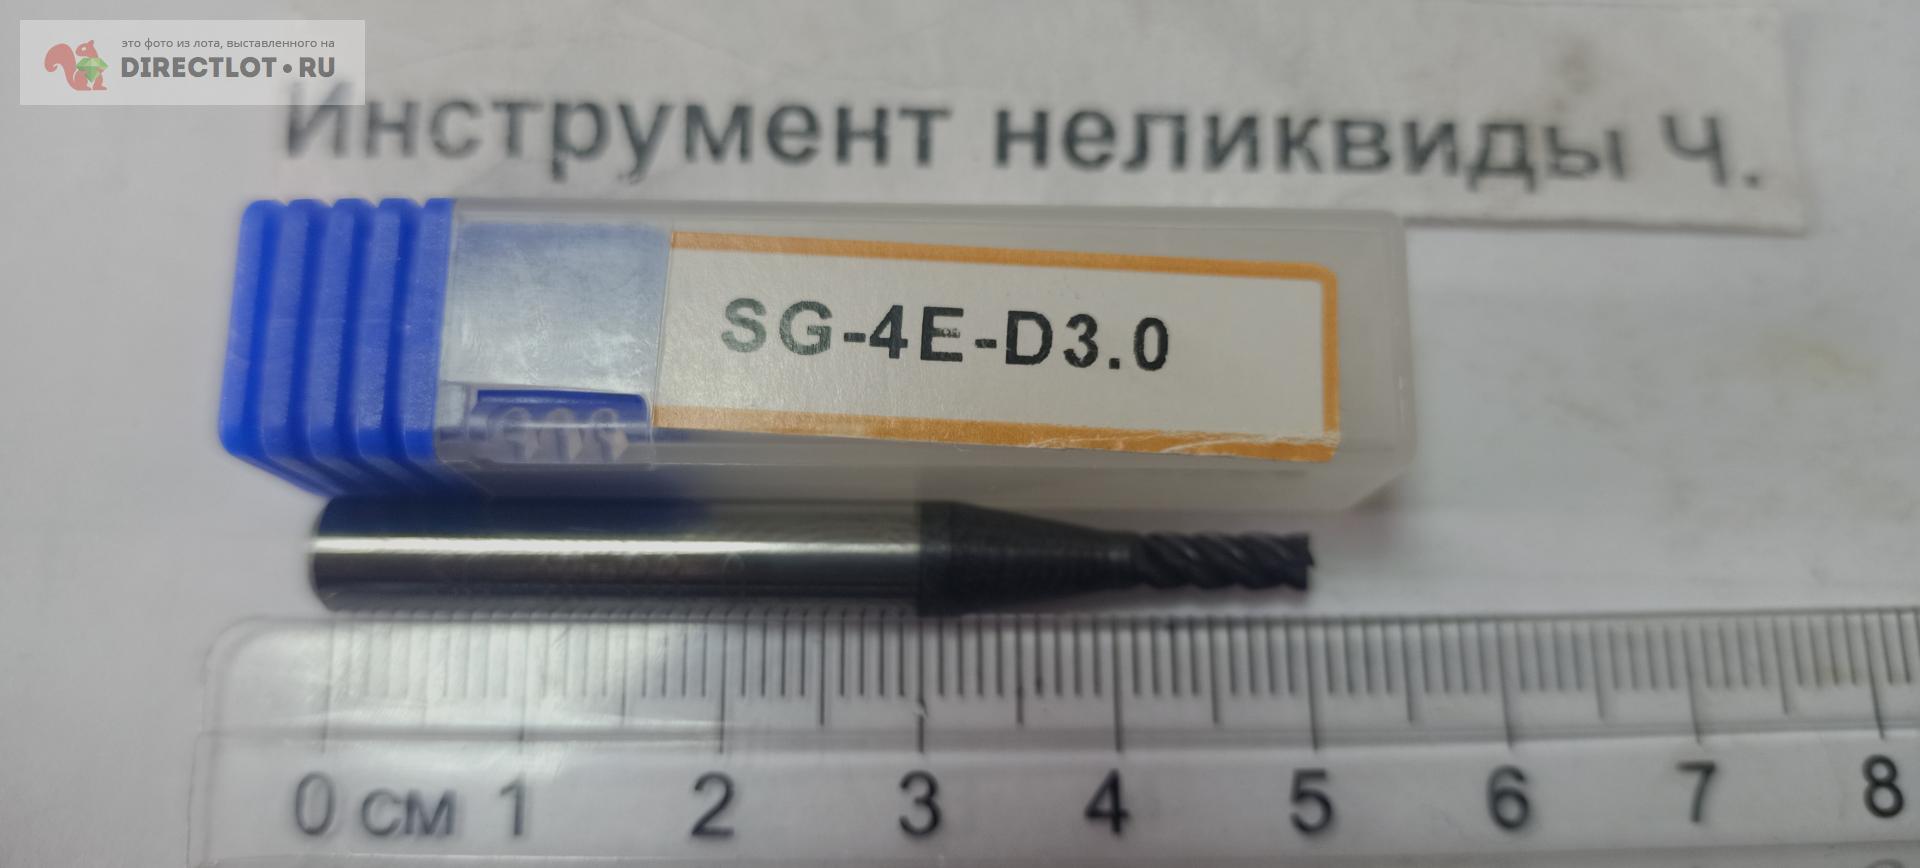 это фото из лота, выставленного на
DIRECTLOT•RU
Инструмент неликвиды Ч.
SG-4E-D3.0
0 см 1 2 3 4 5 6 7 8